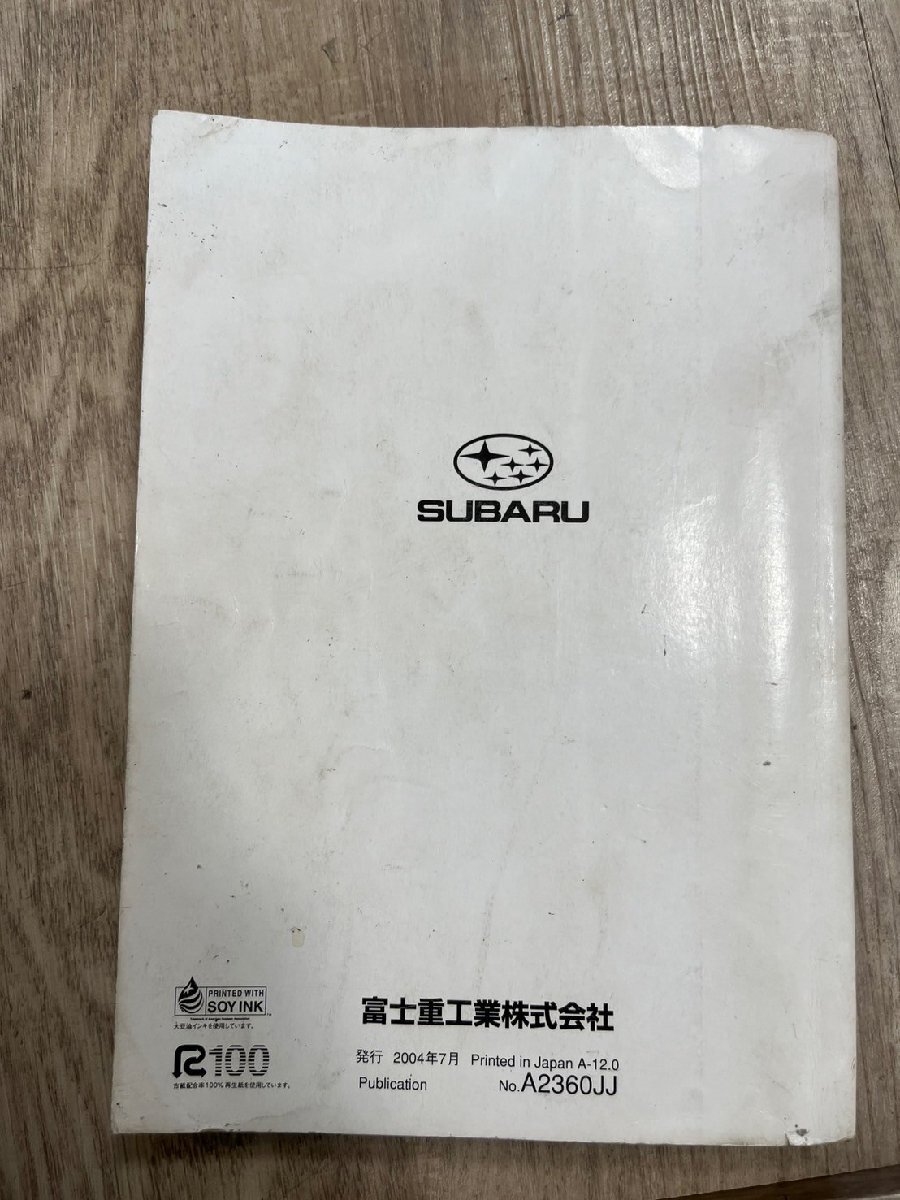 SUBARU
PRINTED WITH
SOY INK
大豆油インキを使用しています。
R100
古紙配合率100%再生紙を使用しています。
富士重工業株式会社
発行 2004年7月 Printed in Japan A-12.0
Publication No.A2360JJ